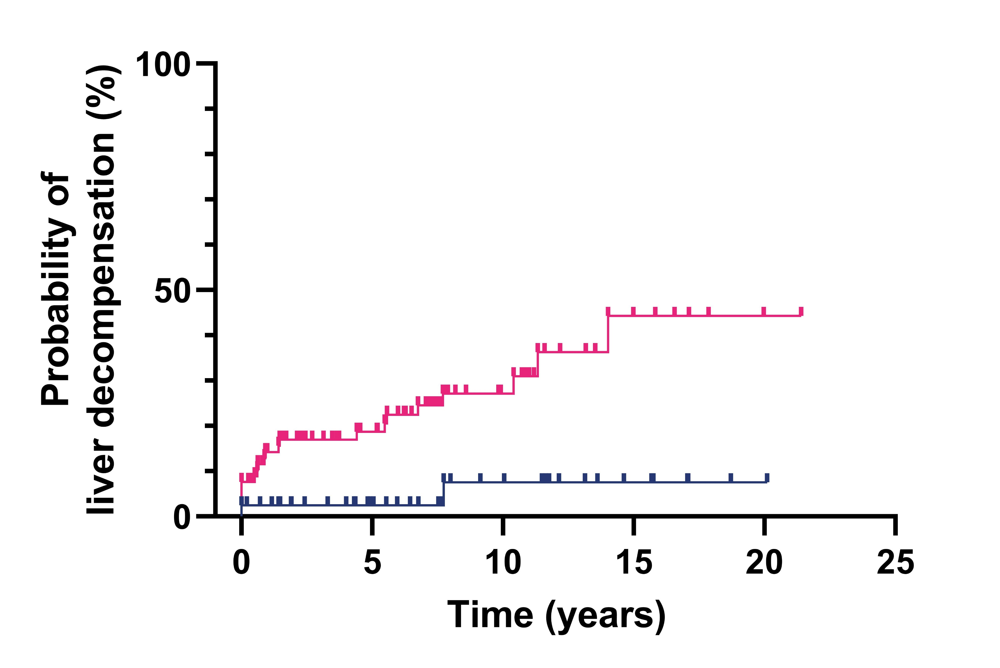 Probability of
liver decompensation (%)
100
50
0
0 5 10 15 20 25
Time (years)